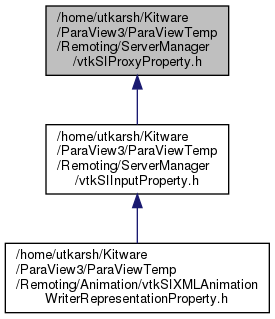 /home/utkarsh/Kitware
/ParaView3/ParaViewTemp
/Remoting/ServerManager
/vtkSIProxyProperty.h
/home/utkarsh/Kitware
/ParaView3/ParaViewTemp
/Remoting/ServerManager
/vtkSIInputProperty.h
/home/utkarsh/Kitware
/ParaView3/ParaViewTemp
/Remoting/Animation/vtkSIXMLAnimation
WriterRepresentationProperty.h